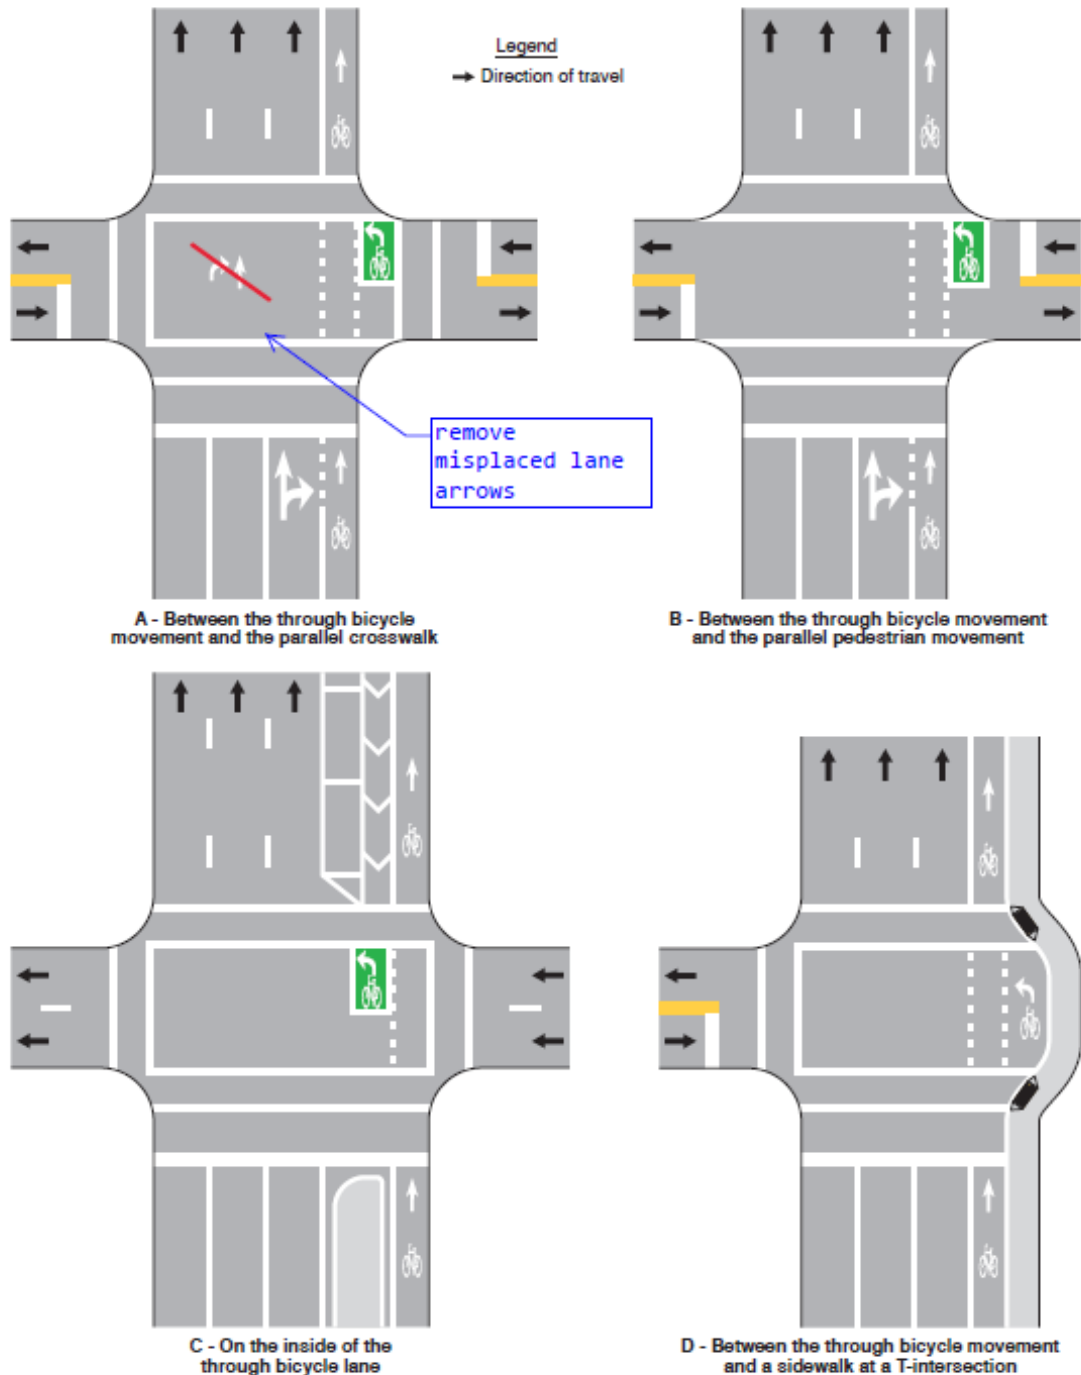 Legend
Direction of travel
remove
misplaced lane
arrows
A - Between the through bicycle
movement and the parallel crosswalk
B - Between the through bicycle movement
and the parallel pedestrian movement
C - On the inside of the
through bicycle lane
D - Between the through bicycle movement
and a sidewalk at a T-intersection